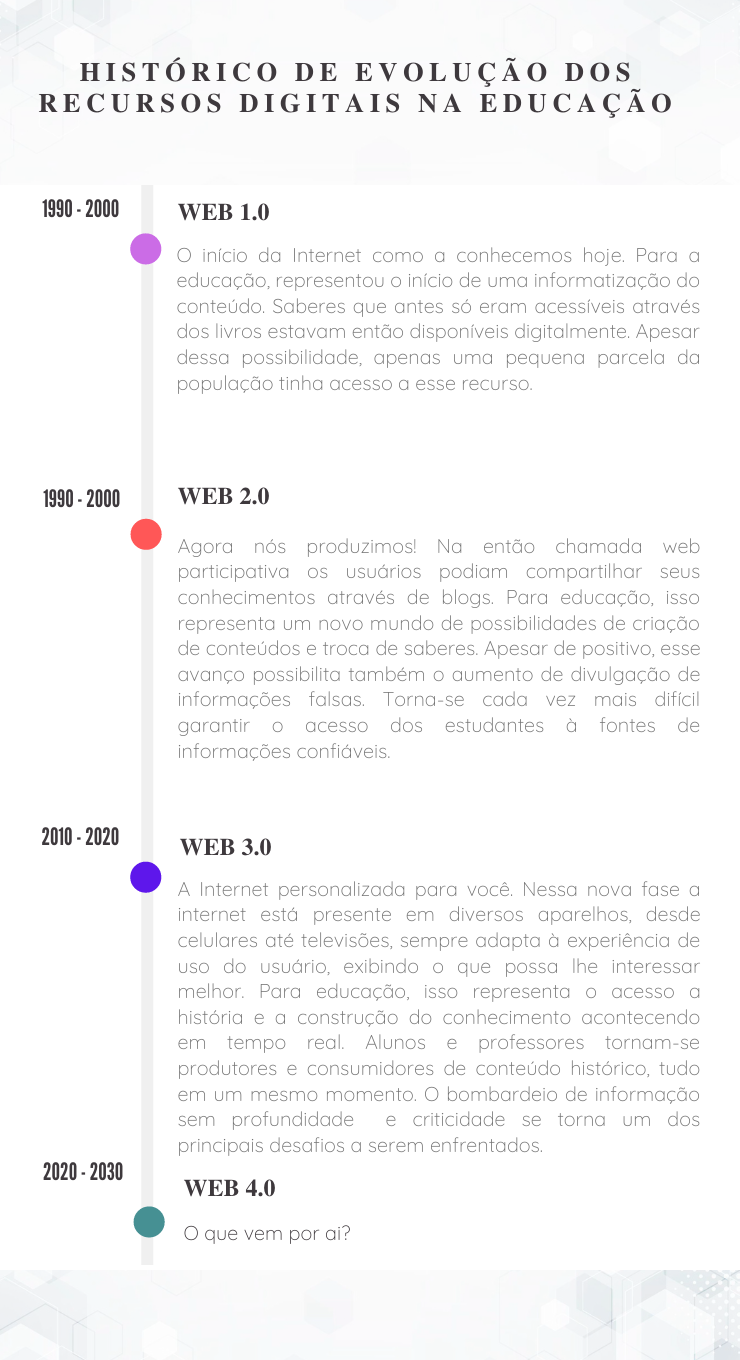 HISTÓRICO DE EVOLUÇÃO DOS
RECURSOS DIGITAIS NA EDUCAÇÃO
1990 - 2000
WEB 1.0
O início da Internet como a conhecemos hoje. Para a
educação, representou o início de uma informatização do
conteúdo. Saberes que antes só eram acessíveis através
dos livros estavam então disponíveis digitalmente. Apesar
dessa possibilidade, apenas uma pequena parcela da
população tinha acesso a esse recurso.
1990 - 2000
WEB 2.0
Agora nós produzimos! Na então chamada web
participativa os usuários podiam compartilhar seus
conhecimentos através de blogs. Para educação, isso
representa um novo mundo de possibilidades de criação
de conteúdos e troca de saberes. Apesar de positivo, esse
avanço possibilita também o aumento de divulgação de
informações falsas. Torna-se cada vez mais difícil
garantir o acesso dos estudantes à fontes de
informações confiáveis.
2010 - 2020
WEB 3.0
A Internet personalizada para você. Nessa nova fase a
internet está presente em diversos aparelhos, desde
celulares até televisões, sempre adapta à experiência de
uso do usuário, exibindo o que possa lhe interessar
melhor. Para educação, isso representa o acesso a
história e a construção do conhecimento acontecendo
em tempo real. Alunos e professores tornam-se
produtores e consumidores de conteúdo histórico, tudo
em um mesmo momento. O bombardeio de informação
sem profundidade e criticidade se torna um dos
principais desafios a serem enfrentados.
2020 - 2030
WEB 4.0
O que vem por ai?